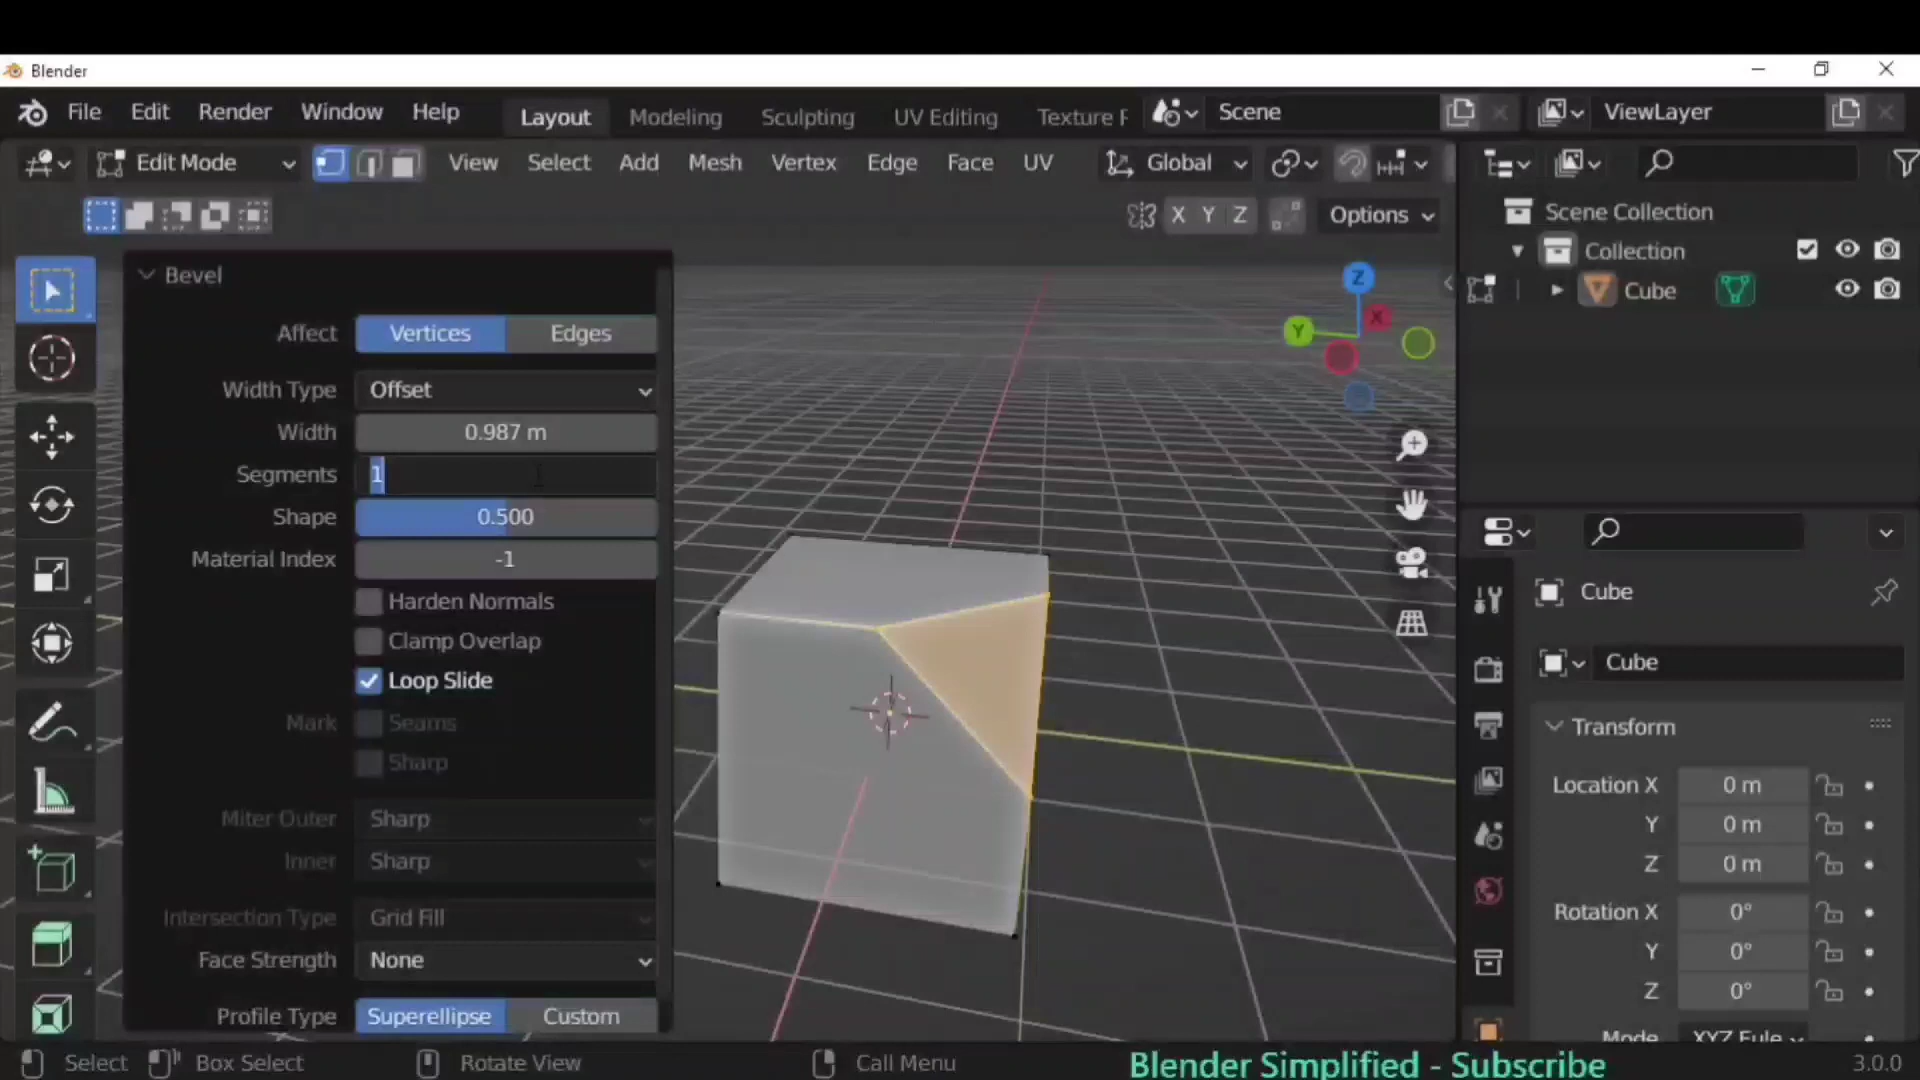 Blender
File Edit Render Window Help Layout Modeling Sculpting UV Editing Texture F Scene ViewLayer
Edit Mode View Select Add Mesh Vertex Edge Face UV Global
X Y Z Options
Scene Collection
Collection
Cube
Bevel
Affect Vertices Edges
Width Type Offset
Width 0.987 m
Segments 1
Shape 0.500
Material Index -1
Harden Normals
Clamp Overlap
Loop Slide
Mark Seams
Sharp
Miter Outer Sharp
Inner Sharp
Intersection Type Grid Fill
Face Strength None
Profile Type Superellipse Custom
Z
Y
X
Cube
Cube
Transform
Location X 0 m
Y 0 m
Z 0 m
Rotation X 0°
Y 0°
Z 0°
Mode XYZ Eule
Select Box Select Rotate View Call Menu Blender Simplified - Subscribe 3.0.0